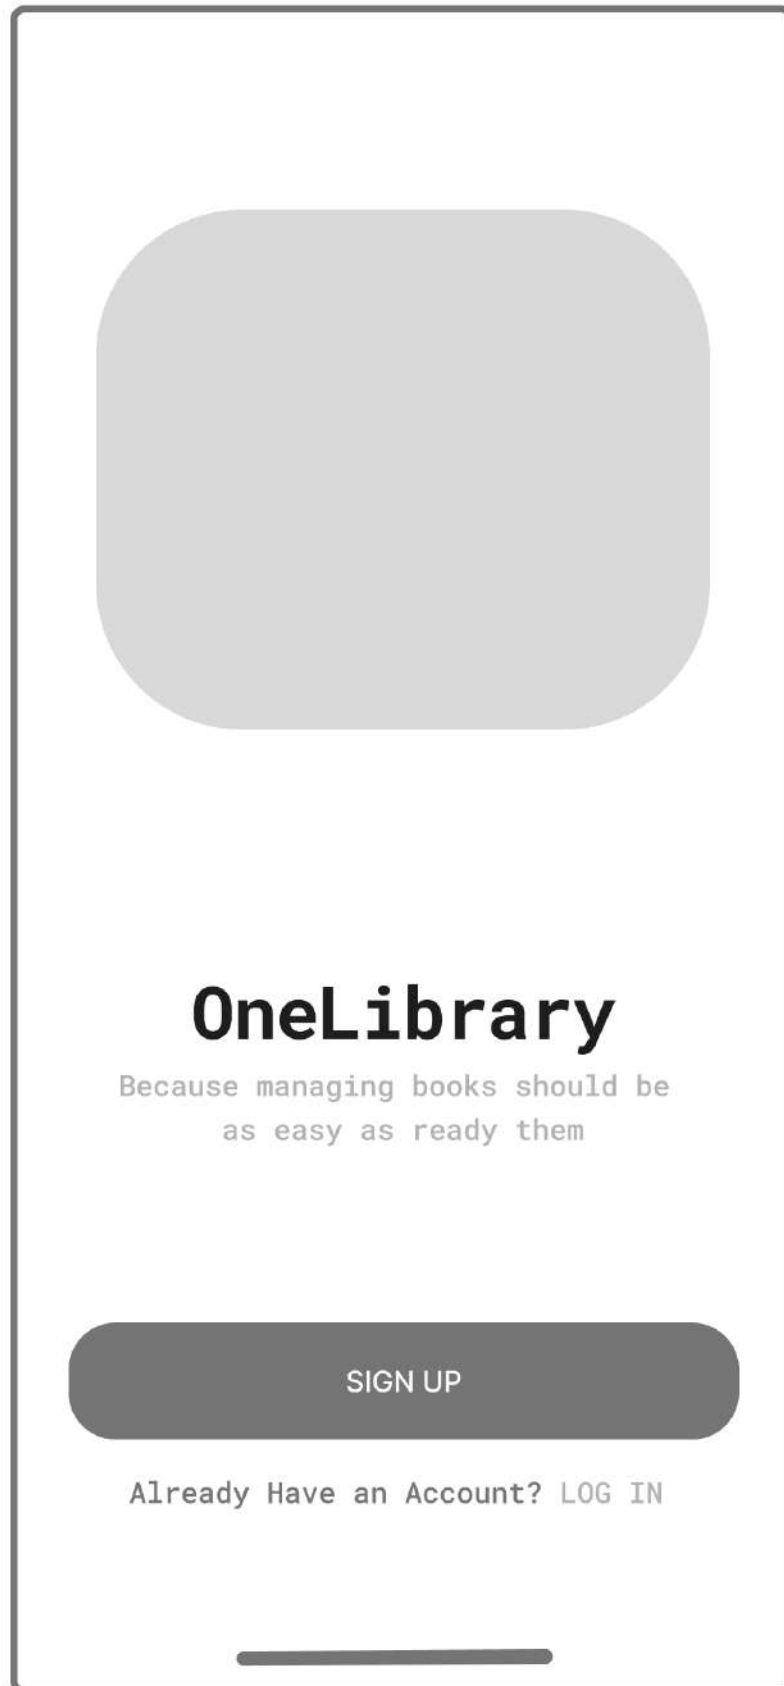 OneLibrary
Because managing books should be
as easy as ready them
SIGN UP
Already Have an Account? LOG IN